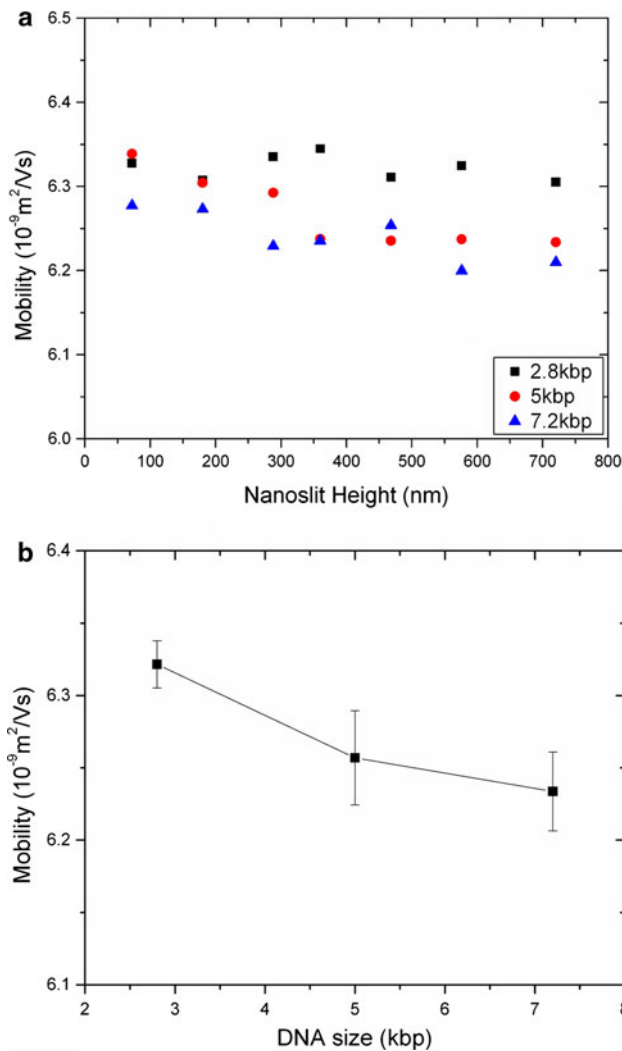 a
6.5
6.4
6.3
6.2
6.1
6.0
Mobility (10⁻⁹m²/Vs)
2.8kbp
5kbp
7.2kbp
0 100 200 300 400 500 600 700 800
Nanoslit Height (nm)
b
6.4
6.3
6.2
6.1
Mobility (10⁻⁹m²/Vs)
2 3 4 5 6 7 8
DNA size (kbp)